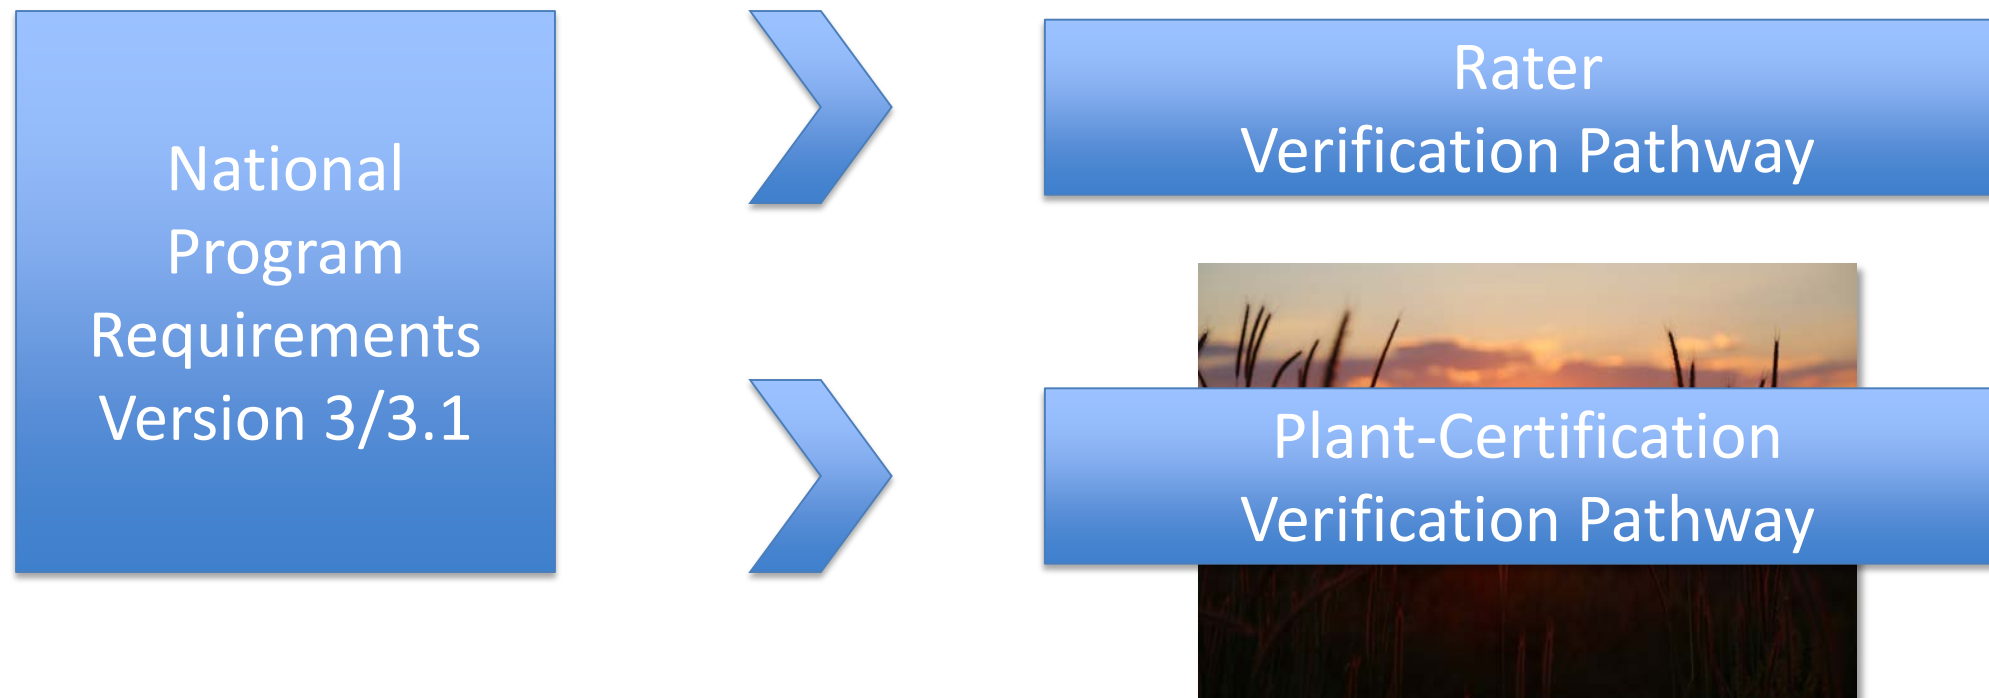 National
Program
Requirements
Version 3/3.1
Rater
Verification Pathway
Plant-Certification
Verification Pathway